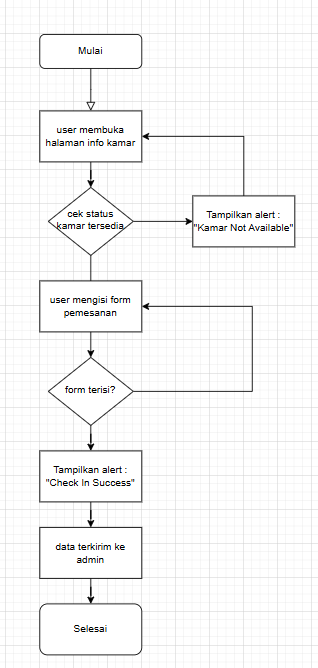 Mulai
user membuka
halaman info kamar
cek status
kamar tersedia
Tampilkan alert :
"Kamar Not Available"
user mengisi form
pemesanan
form terisi?
Tampilkan alert :
"Check In Success"
data terkirim ke
admin
Selesai